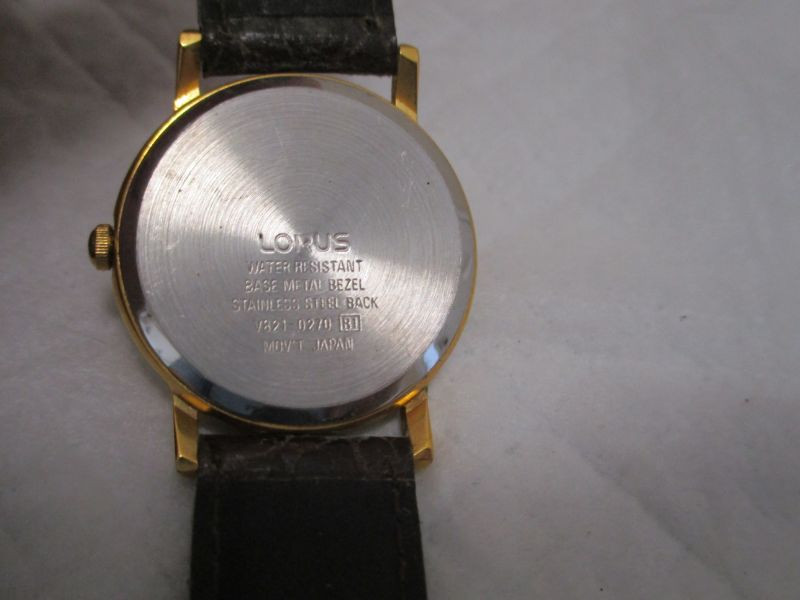 LORUS
WATER RESISTANT
BASE METAL BEZEL
STAINLESS STEEL BACK
V821-0270 R1
MOV'T JAPAN